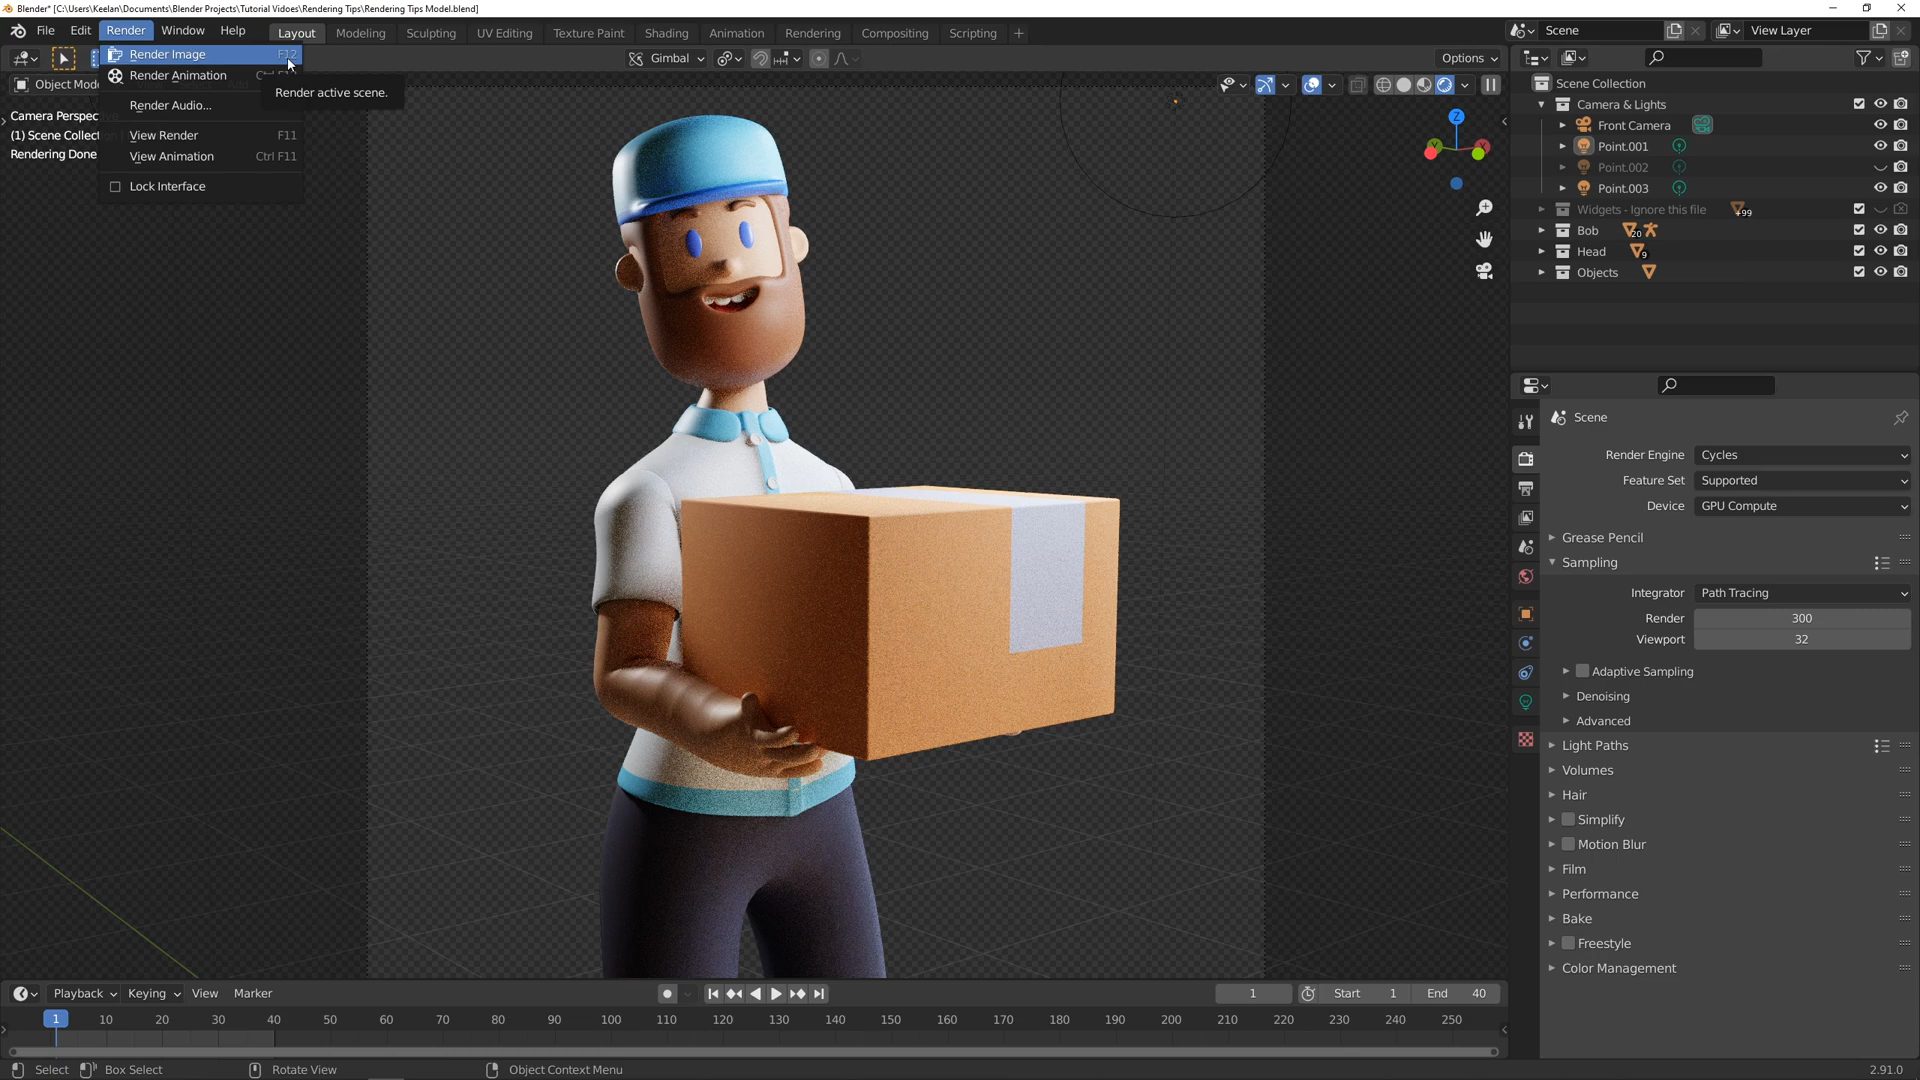 Blender* [C:\Users\Keelan\Documents\Blender Projects\Tutorial Vidoes\Rendering Tips\Rendering Tips Model.blend]
File Edit Render Window Help Layout Modeling Sculpting UV Editing Texture Paint Shading Animation Rendering Compositing Scripting + Scene View Layer
Render Image F12
Render Animation
Render active scene.
Render Audio...
View Render F11
View Animation Ctrl F11
Lock Interface
Gimbal
Options
Object
Camera
(1) Scene
Rendering Done
Z
Y
Scene Collection
Camera & Lights
Front Camera
Point.001
Point.002
Point.003
Widgets - Ignore this file +99
Bob 20
Head 9
Objects
Scene
Render Engine Cycles
Feature Set Supported
Device GPU Compute
Grease Pencil
Sampling
Integrator Path Tracing
Render 300
Viewport 32
Adaptive Sampling
Denoising
Advanced
Light Paths
Volumes
Hair
Simplify
Motion Blur
Film
Performance
Bake
Freestyle
Color Management
Playback Keying View Marker 1 Start 1 End 40
1 10 20 30 40 50 60 70 80 90 100 110 120 130 140 150 160 170 180 190 200 210 220 230 240 250
Select Box Select Rotate View Object Context Menu 2.91.0